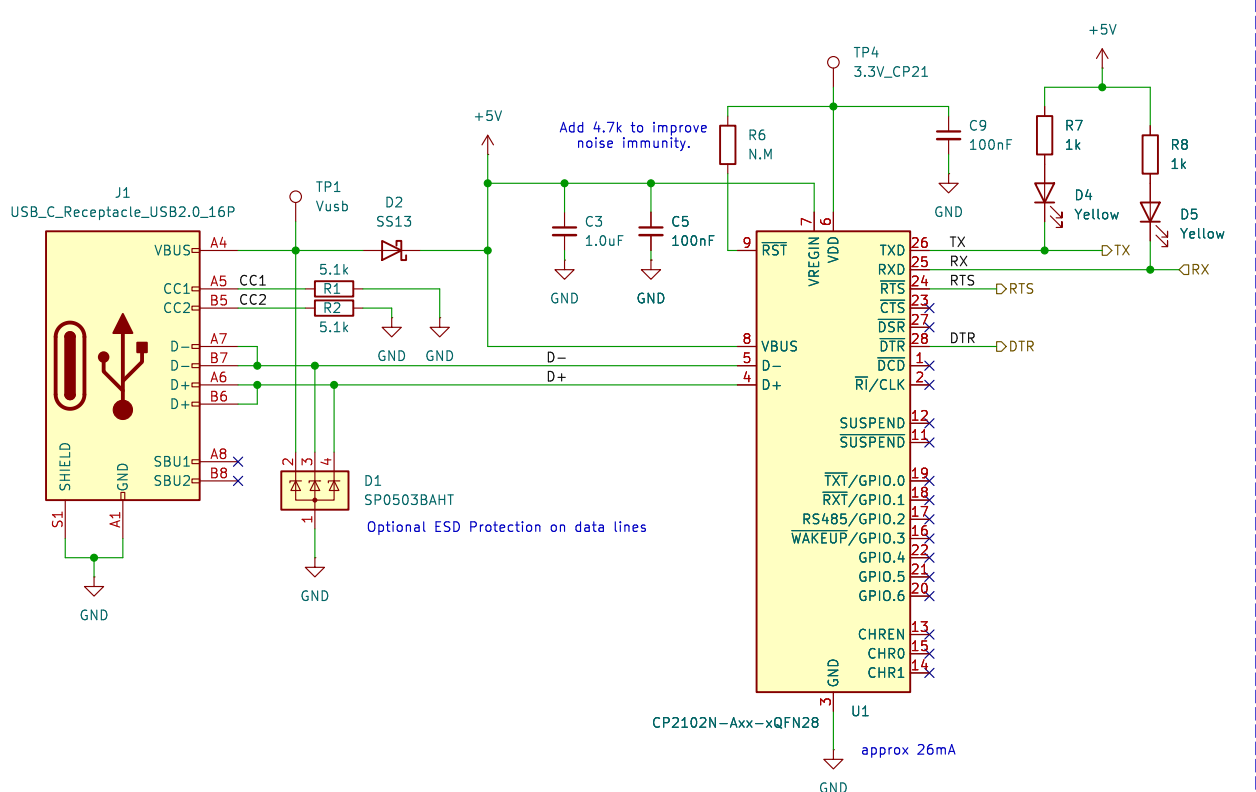 +5V
TP4
3.3V_CP21
+5V
Add 4.7k to improve
noise immunity.
R6
N.M
C9
100nF
GND
R7
1k
R8
1k
D4
Yellow
D5
Yellow
J1
USB_C_Receptacle_USB2.0_16P
TP1
Vusb
D2
SS13
C3
1.0uF
GND
C5
100nF
GND
VBUS A4
CC1 A5 CC1
CC2 B5 CC2
5.1k
R1
R2
5.1k
GND
GND
D- A7
D- B7
D+ A6
D+ B6
D-
D+
SBU1 A8
SBU2 B8
SHIELD
GND
S1
A1
GND
2 3 4
D1
SP0503BAHT
1
Optional ESD Protection on data lines
GND
7 6
VREGIN
VDD
9 RST
8 VBUS
5 D-
4 D+
TXD 26 TX TX
RXD 25 RX RX
RTS 24 RTS RTS
CTS 23
DSR 27
DTR 28 DTR DTR
DCD 1
RI/CLK 2
SUSPEND 12
SUSPEND 11
TXT/GPIO.0 19
RXT/GPIO.1 18
RS485/GPIO.2 17
WAKEUP/GPIO.3 16
GPIO.4 22
GPIO.5 21
GPIO.6 20
CHREN 13
CHR0 15
CHR1 14
GND
3
U1
CP2102N-Axx-xQFN28
approx 26mA
GND